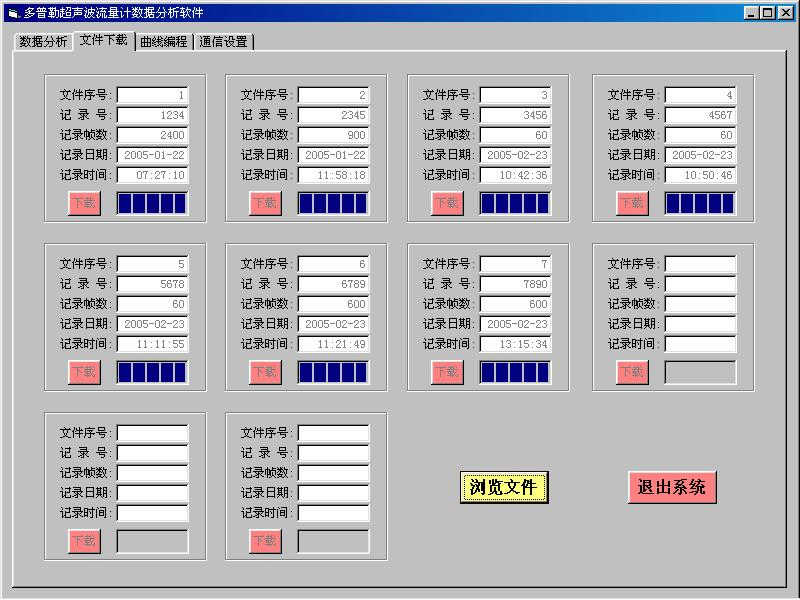 多普勒超声波流量计数据分析软件
数据分析 文件下载 曲线编程 通信设置
文件序号: 1 文件序号: 2 文件序号: 3 文件序号: 4
记 录 号: 1234 记 录 号: 2345 记 录 号: 3456 记 录 号: 4567
记录帧数: 2400 记录帧数: 900 记录帧数: 60 记录帧数: 60
记录日期: 2005-01-22 记录日期: 2005-01-22 记录日期: 2005-02-23 记录日期: 2005-02-23
记录时间: 07:27:10 记录时间: 11:58:18 记录时间: 10:42:36 记录时间: 10:50:46
下载 下载 下载 下载
文件序号: 5 文件序号: 6 文件序号: 7 文件序号:
记 录 号: 5678 记 录 号: 6789 记 录 号: 7890 记 录 号:
记录帧数: 60 记录帧数: 600 记录帧数: 600 记录帧数:
记录日期: 2005-02-23 记录日期: 2005-02-23 记录日期: 2005-02-23 记录日期:
记录时间: 11:11:55 记录时间: 11:21:49 记录时间: 13:15:34 记录时间:
下载 下载 下载 下载
文件序号: 文件序号:
记 录 号: 记 录 号:
记录帧数: 记录帧数:
记录日期: 记录日期:
记录时间: 记录时间:
下载 下载
浏览文件 退出系统